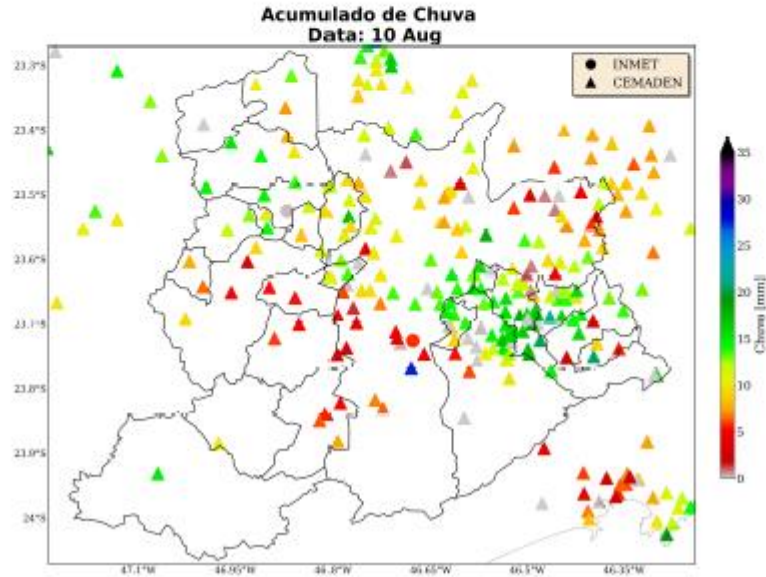 Acumulado de Chuva
Data: 10 Aug
INMET
CEMADEN
23.3°S
23.4°S
23.5°S
23.6°S
23.7°S
23.8°S
23.9°S
24°S
47.1°W
46.95°W
46.8°W
46.65°W
46.5°W
46.35°W
35
30
25
20
15
10
5
0
Chuva [mm]